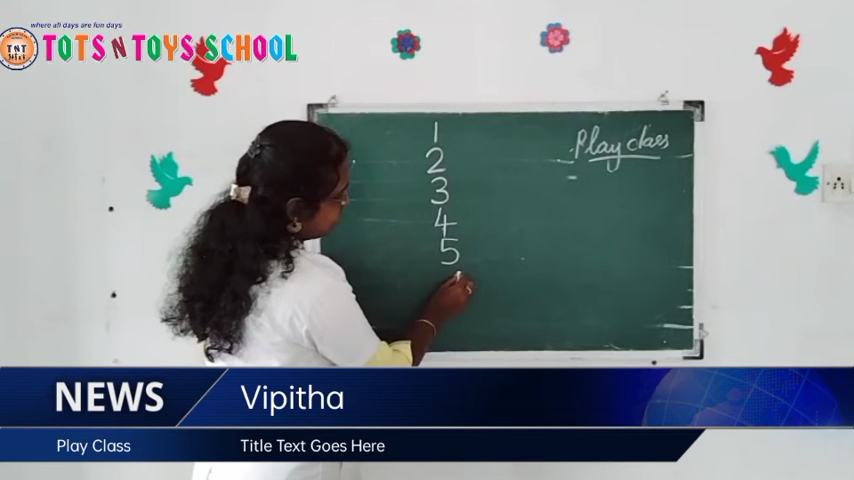 where all days are fun days
TOTS N TOYS SCHOOL
TNT
Play class
1
2
3
4
5
NEWS
Vipitha
Play Class
Title Text Goes Here